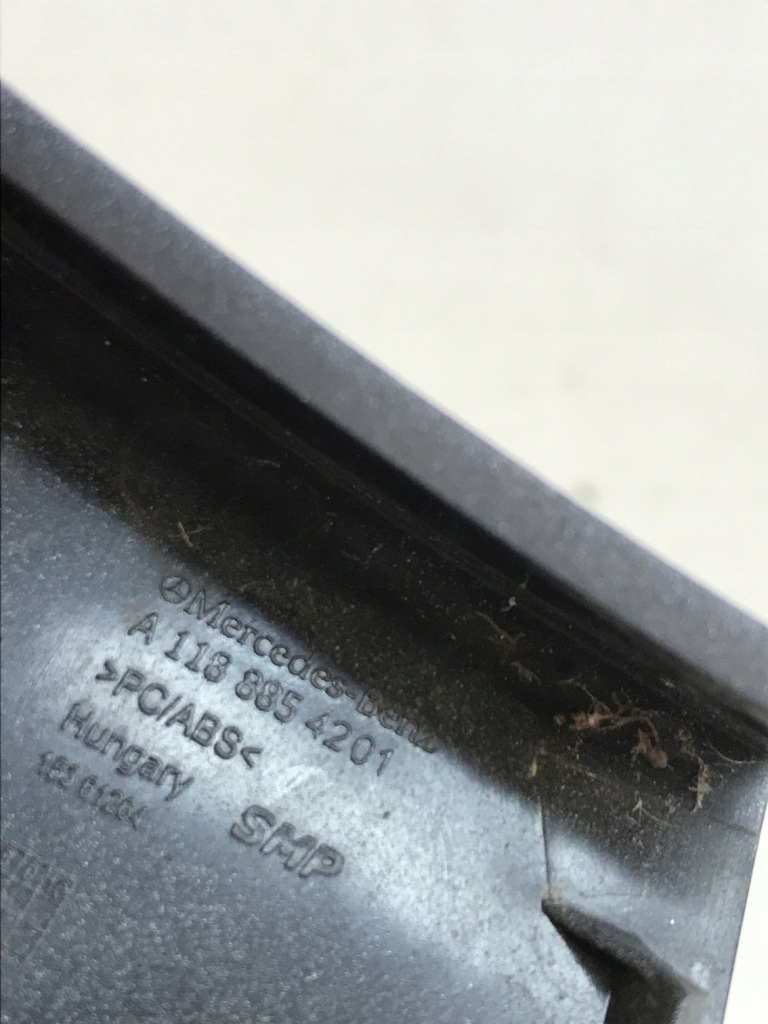 Mercedes-Benz
A 118 885 4201
>PC/ABS<
Hungary
SMP